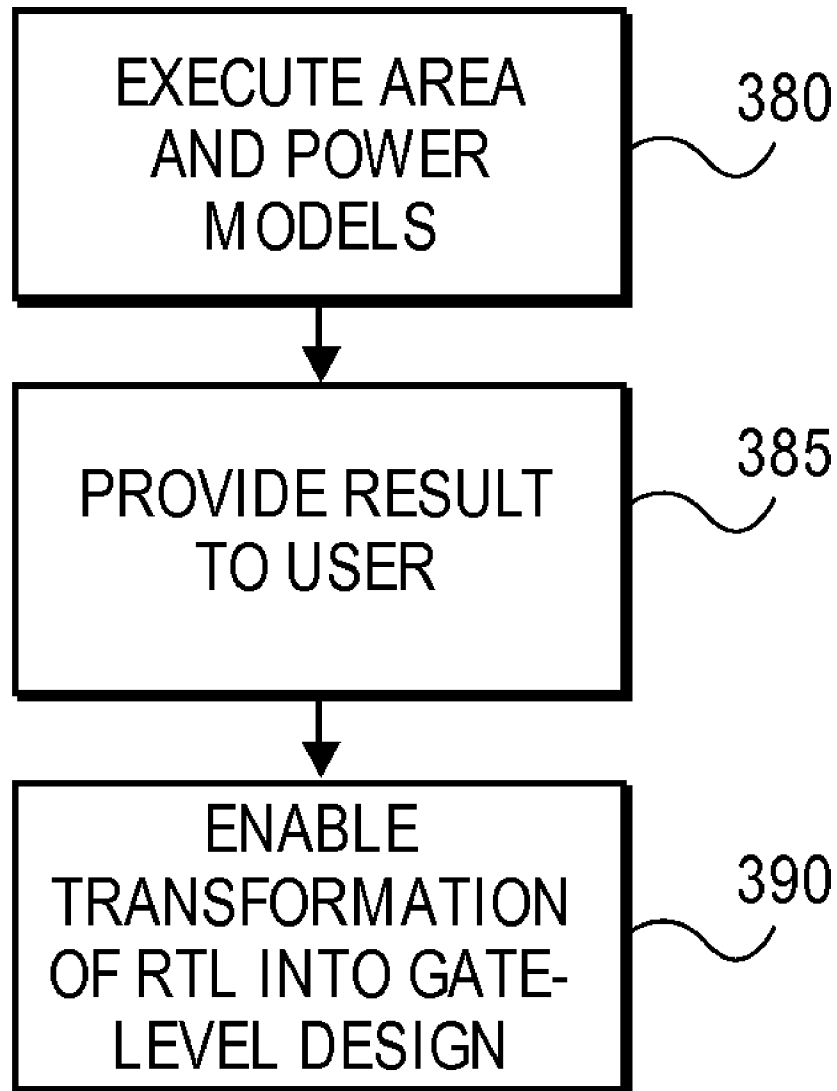 EXECUTE AREA
AND POWER
MODELS
380
PROVIDE RESULT
TO USER
385
ENABLE
TRANSFORMATION
OF RTL INTO GATE-
LEVEL DESIGN
390